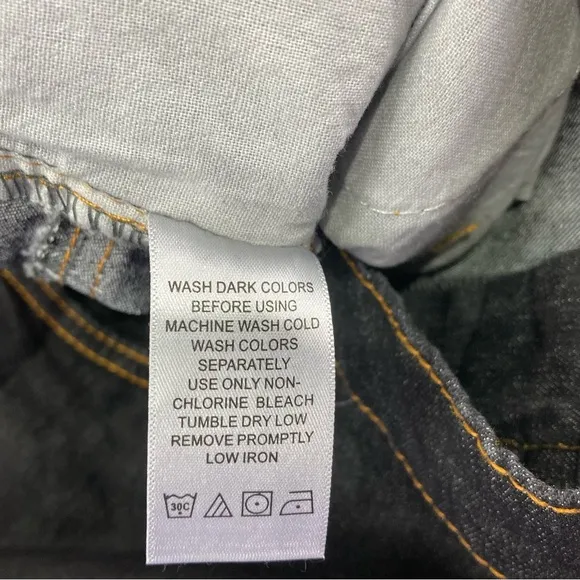 WASH DARK COLORS
BEFORE USING
MACHINE WASH COLD
WASH COLORS
SEPARATELY
USE ONLY NON-
CHLORINE BLEACH
TUMBLE DRY LOW
REMOVE PROMPTLY
LOW IRON
30C